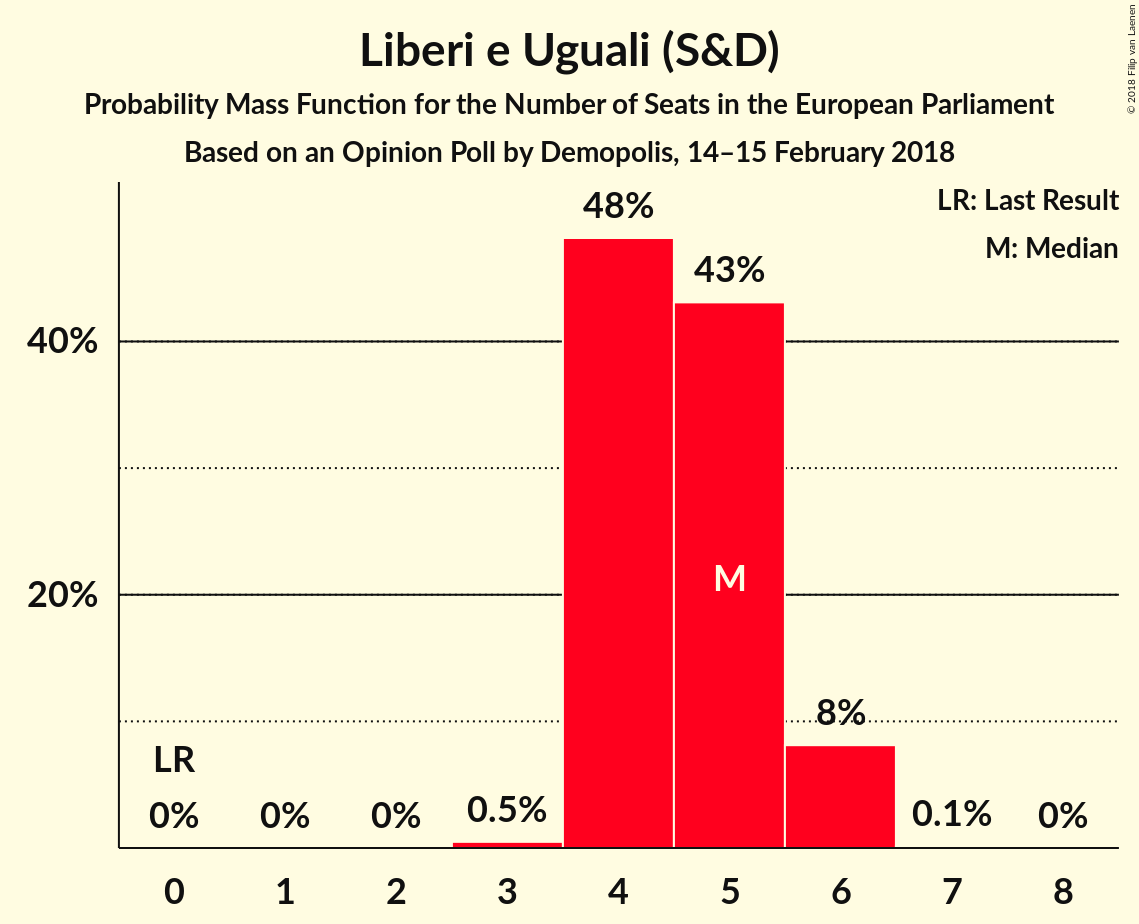 Liberi e Uguali (S&D)
Probability Mass Function for the Number of Seats in the European Parliament
Based on an Opinion Poll by Demopolis, 14–15 February 2018
© 2018 Filip van Laenen
LR: Last Result
M: Median
48%
43%
40%
M
20%
8%
LR
0% 0% 0% 0.5% 0.1% 0%
0 1 2 3 4 5 6 7 8